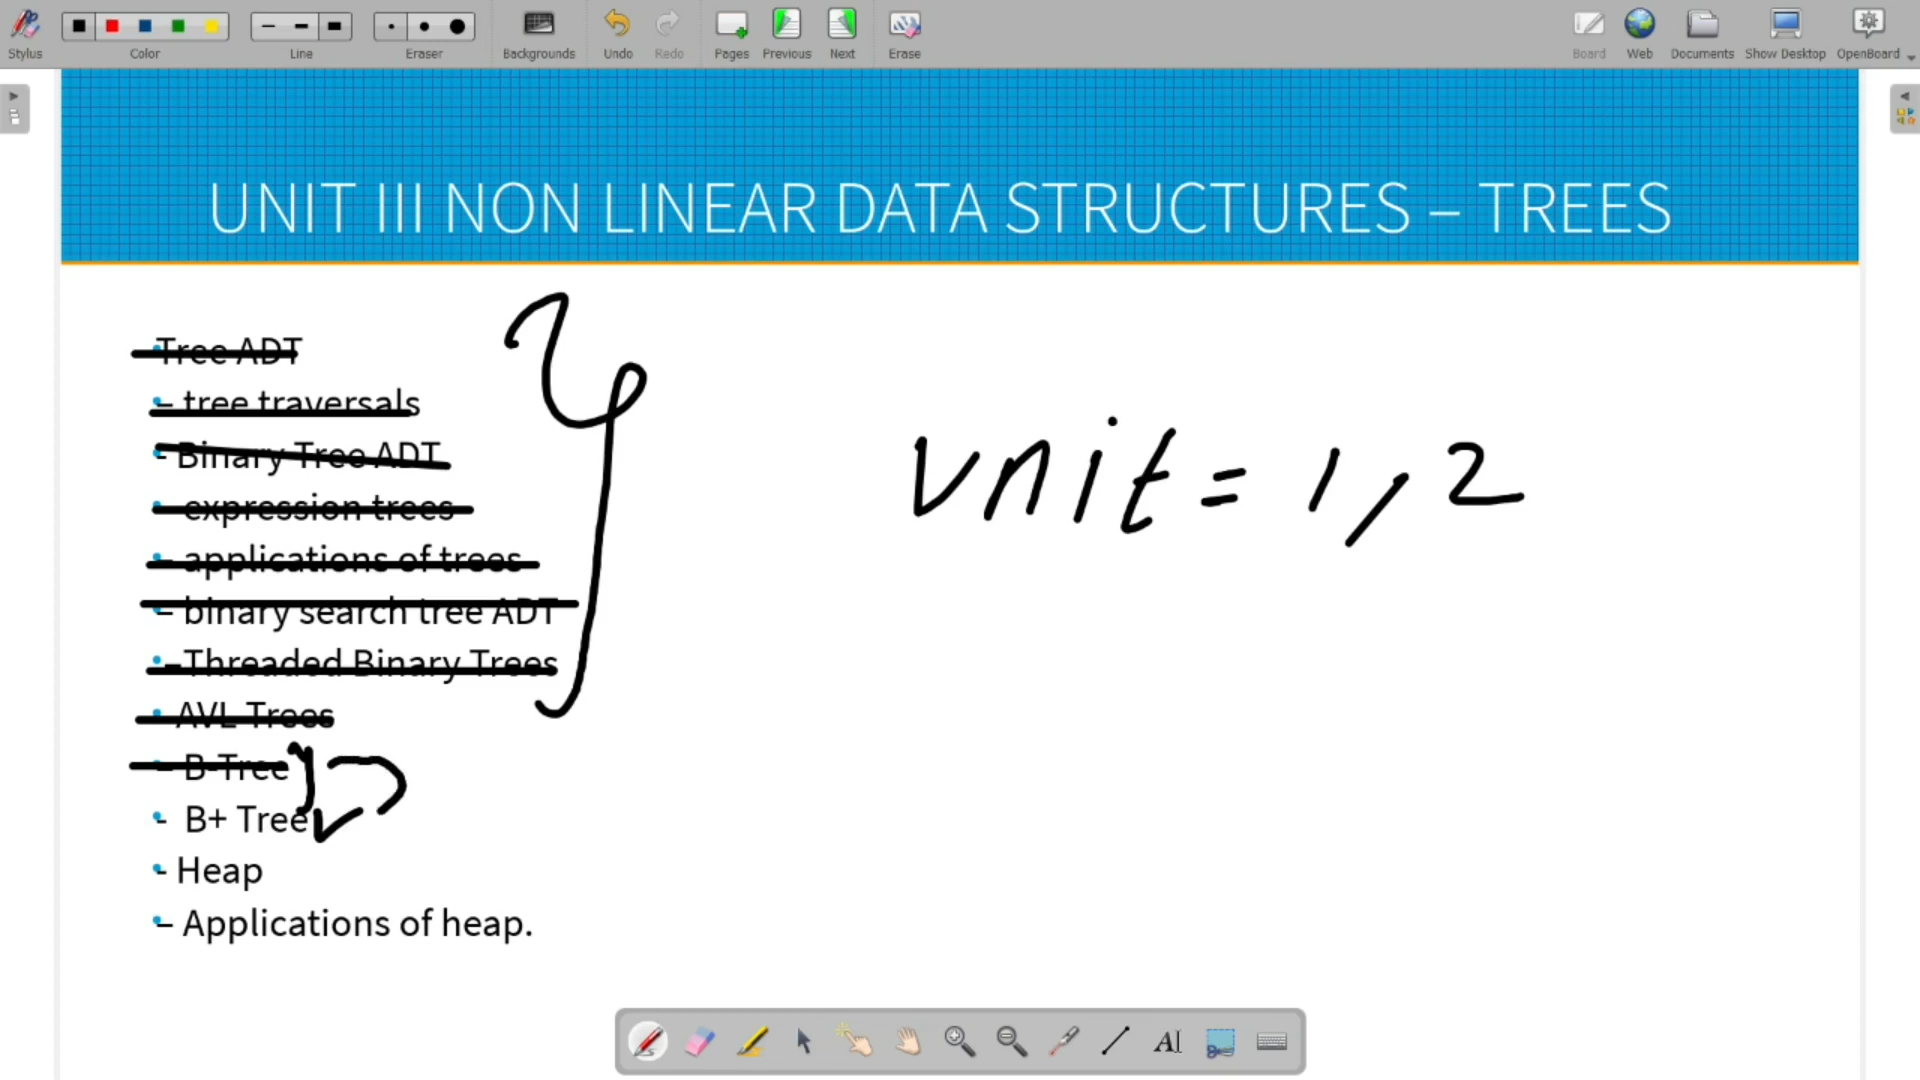 Stylus Color Line Eraser Backgrounds Undo Redo Pages Previous Next Erase Board Web Documents Show Desktop OpenBoard
UNIT III NON LINEAR DATA STRUCTURES – TREES
•Tree ADT
•– tree traversals
•- Binary Tree ADT
•– expression trees
•– applications of trees
•– binary search tree ADT
•–Threaded Binary Trees
•- AVL Trees
•– B-Tree
•- B+ Tree
•- Heap
•– Applications of heap.
unit = 1, 2